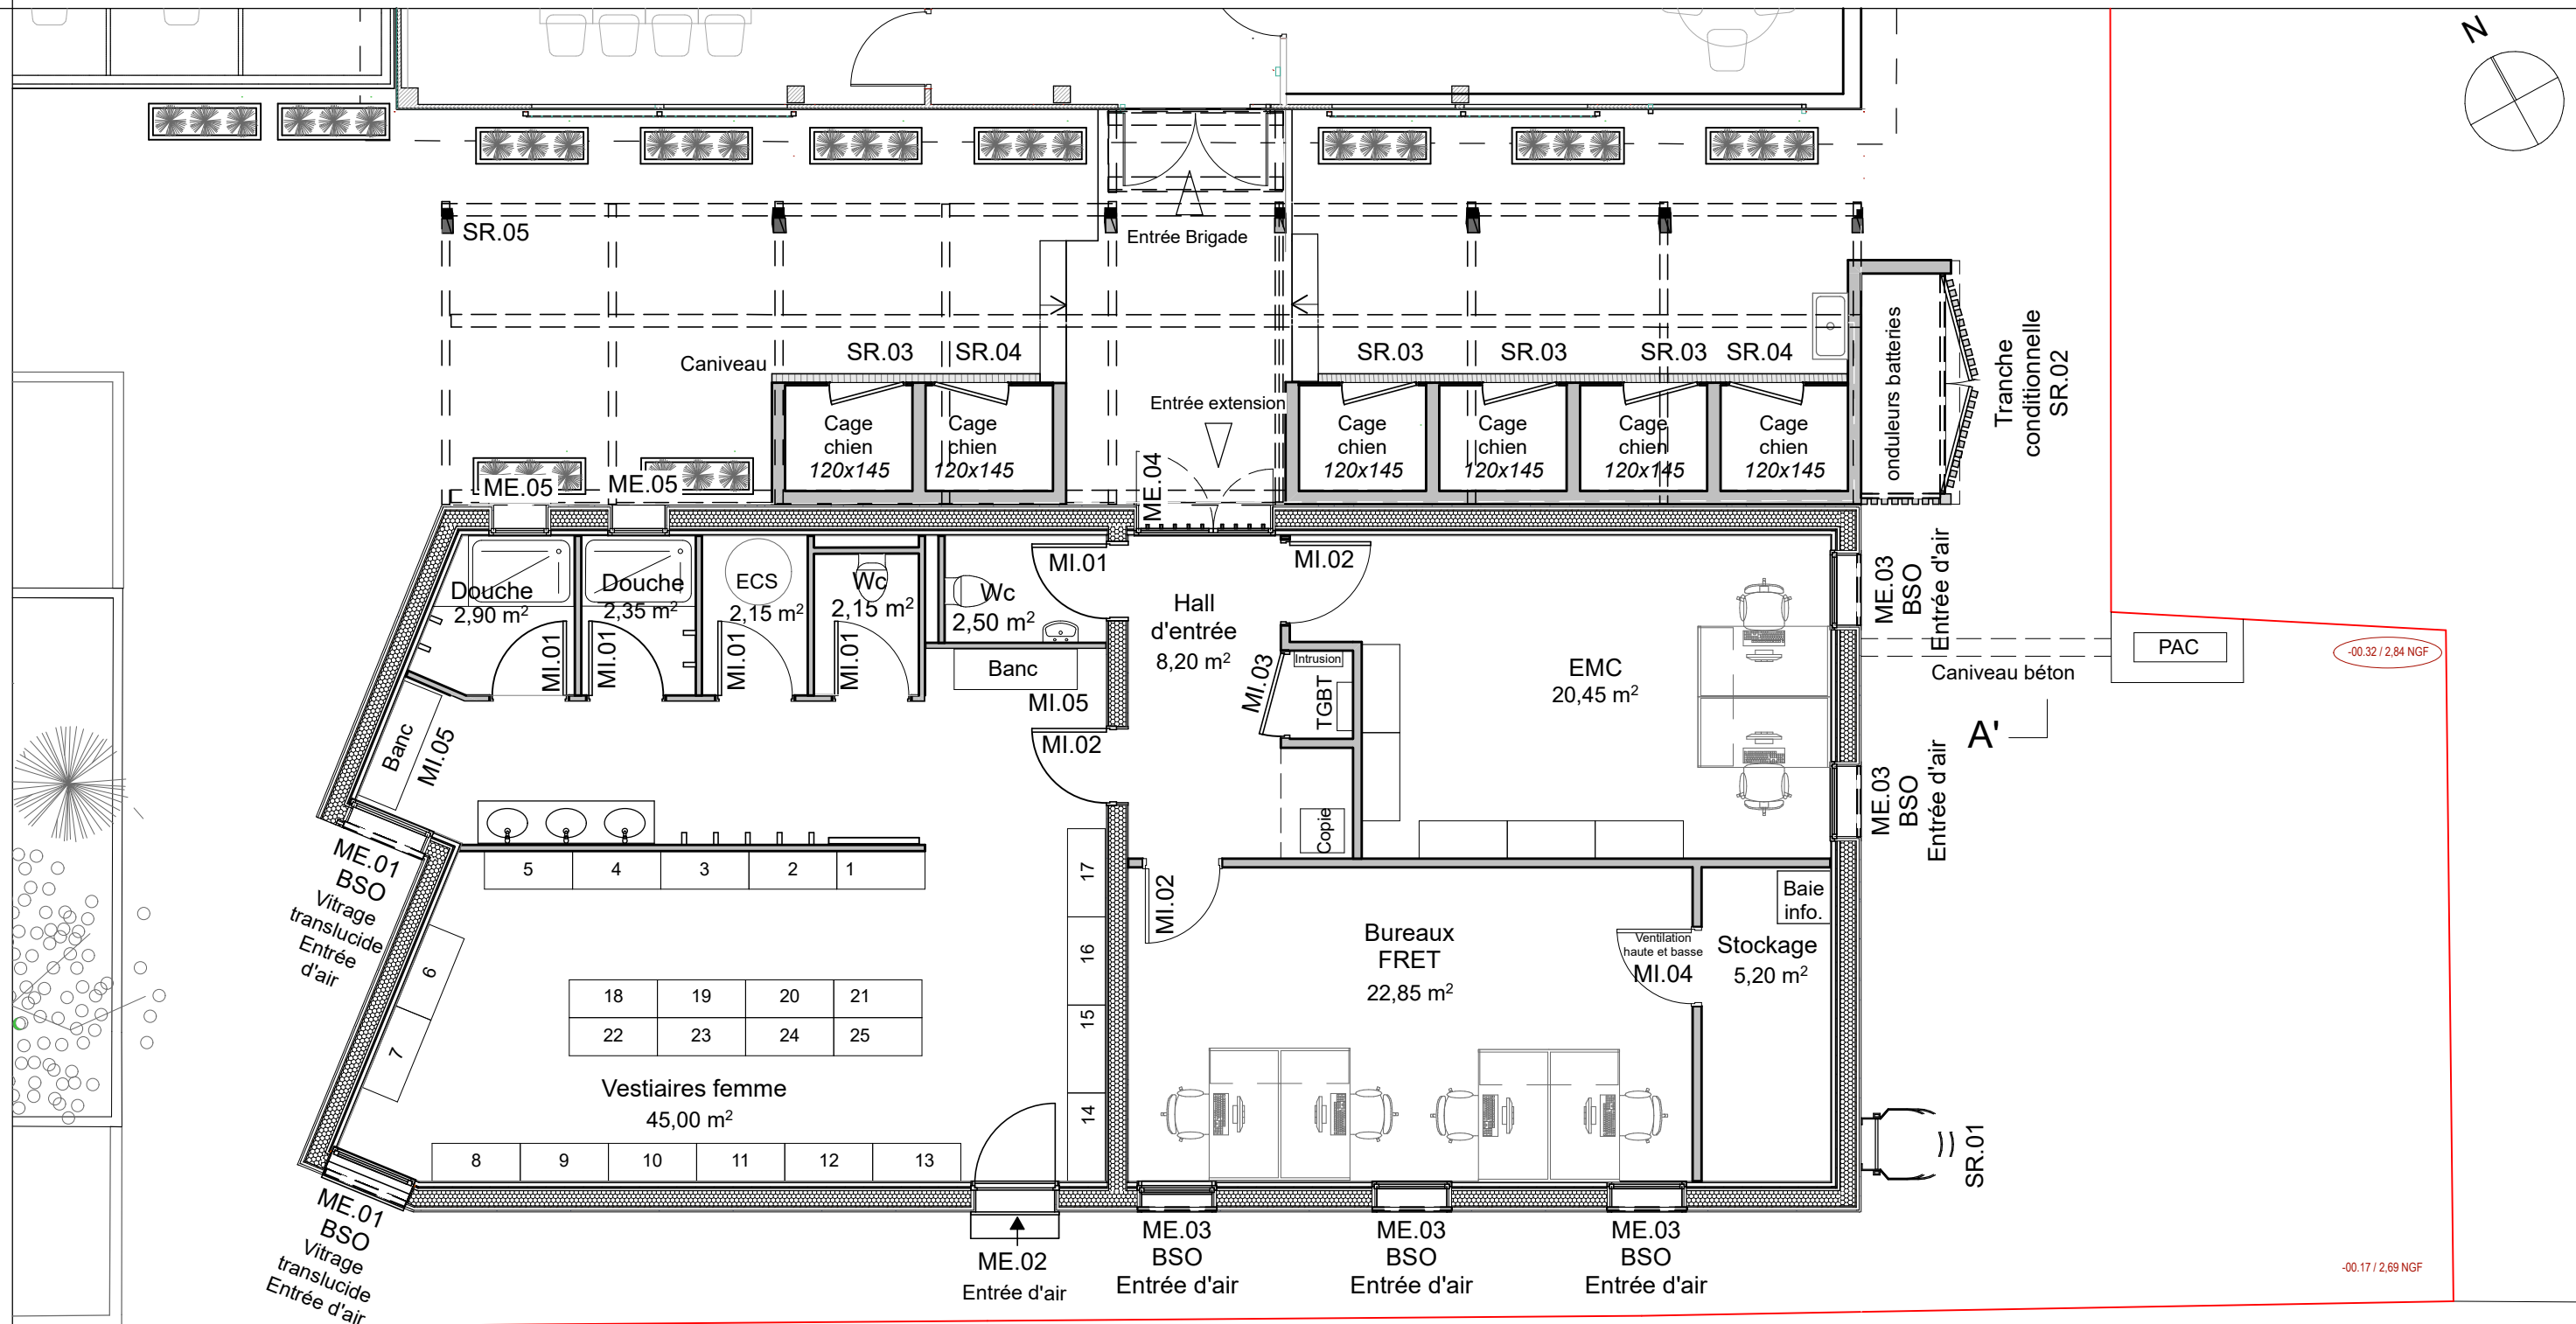 N
SR.05
Entrée Brigade
Caniveau
SR.03
SR.04
SR.03
SR.03
SR.03
SR.04
onduleurs batteries
Tranche
conditionnelle
SR.02
Entrée extension
Cage
chien
120x145
Cage
chien
120x145
Cage
chien
120x145
Cage
chien
120x145
Cage
chien
120x145
Cage
chien
120x145
ME.05
ME.05
ME.04
Douche
2,90 m²
Douche
2,35 m²
ECS
2,15 m²
Wc
2,15 m²
Wc
2,50 m²
MI.01
MI.02
MI.01
MI.01
MI.01
MI.01
Hall
d'entrée
8,20 m²
Intrusion
TGBT
MI.03
EMC
20,45 m²
ME.03
BSO
Entrée d'air
PAC
Caniveau béton
-00.32 / 2,84 NGF
A'
Banc
MI.05
Banc
MI.05
MI.02
Copie
ME.03
BSO
Entrée d'air
ME.01
BSO
Vitrage
translucide
Entrée
d'air
5
4
3
2
1
17
16
15
14
6
7
18
19
20
21
22
23
24
25
Vestiaires femme
45,00 m²
8
9
10
11
12
13
MI.02
Bureaux
FRET
22,85 m²
Ventilation
haute et basse
MI.04
Baie
info.
Stockage
5,20 m²
SR.01
ME.01
BSO
Vitrage
translucide
Entrée d'air
ME.02
Entrée d'air
ME.03
BSO
Entrée d'air
ME.03
BSO
Entrée d'air
ME.03
BSO
Entrée d'air
-00.17 / 2,69 NGF